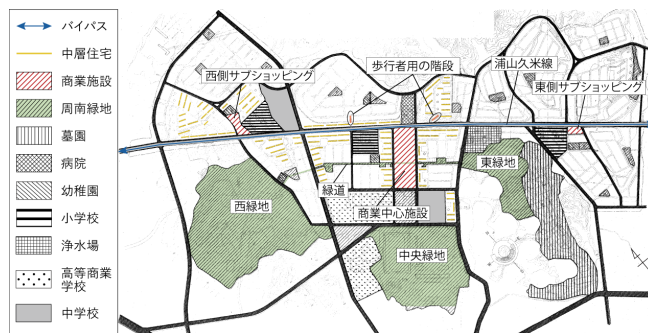 バイパス
中層住宅
商業施設
周南緑地
墓園
病院
幼稚園
小学校
浄水場
高等商業
学校
中学校
西側サブショッピング
歩行者用の階段
浦山久米線
東側サブショッピング
緑道
商業中心施設
西緑地
中央緑地
東緑地